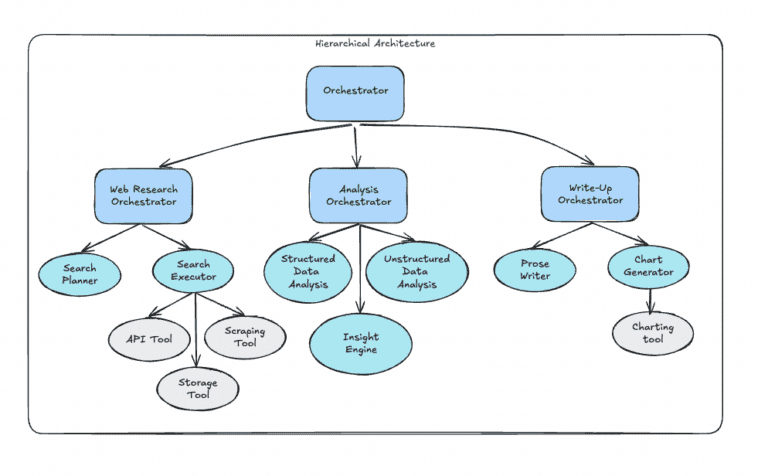 Hierarchical Architecture
Orchestrator
Web Research
Orchestrator
Analysis
Orchestrator
Write-Up
Orchestrator
Search
Planner
Search
Executor
Structured
Data
Analysis
Unstructured
Data
Analysis
Prose
Writer
Chart
Generator
API Tool
Scraping
Tool
Storage
Tool
Insight
Engine
Charting
tool